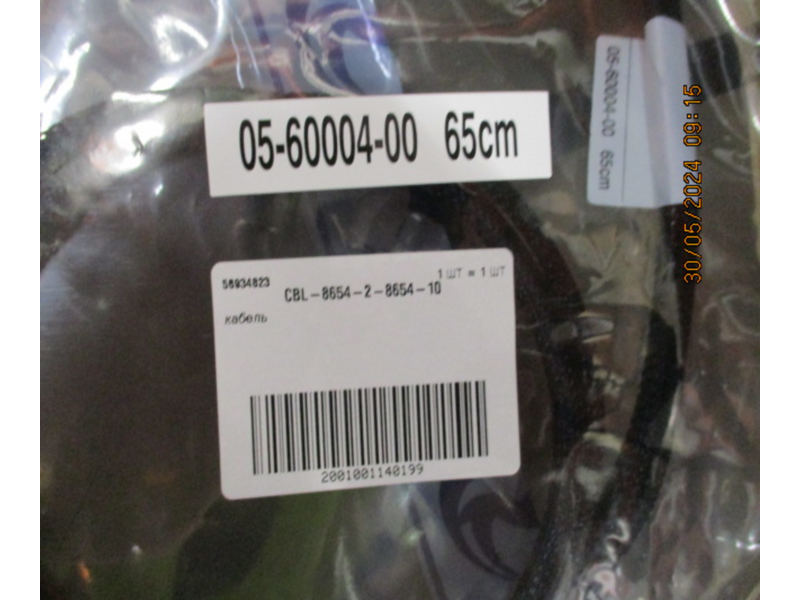 05-60004-00 65cm
05-60004-00 65cm
30/05/2024 09:15
56934823
1 ШТ = 1 ШТ
CBL-8654-2-8654-10
кабель
2001001140199